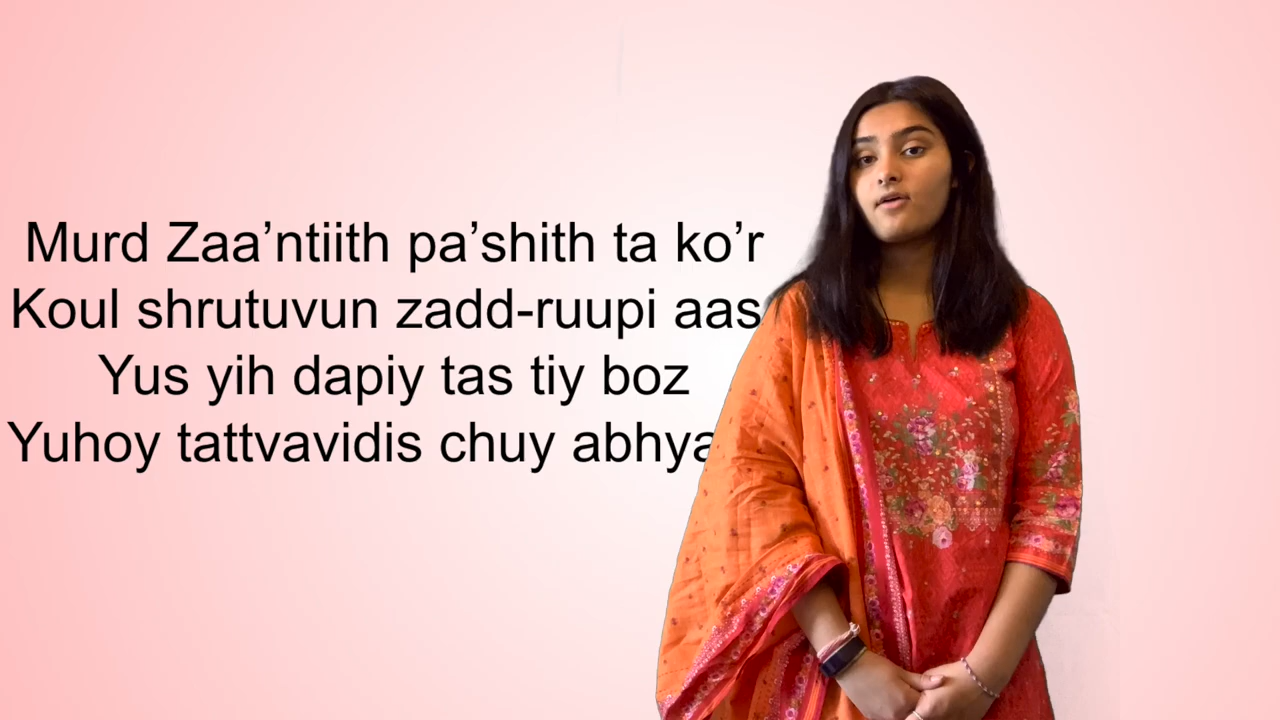 Murd Zaa’ntiith pa’shith ta ko’r
Koul shrutuvun zadd-ruupi aas
Yus yih dapiy tas tiy boz
Yuhoy tattvavidis chuy